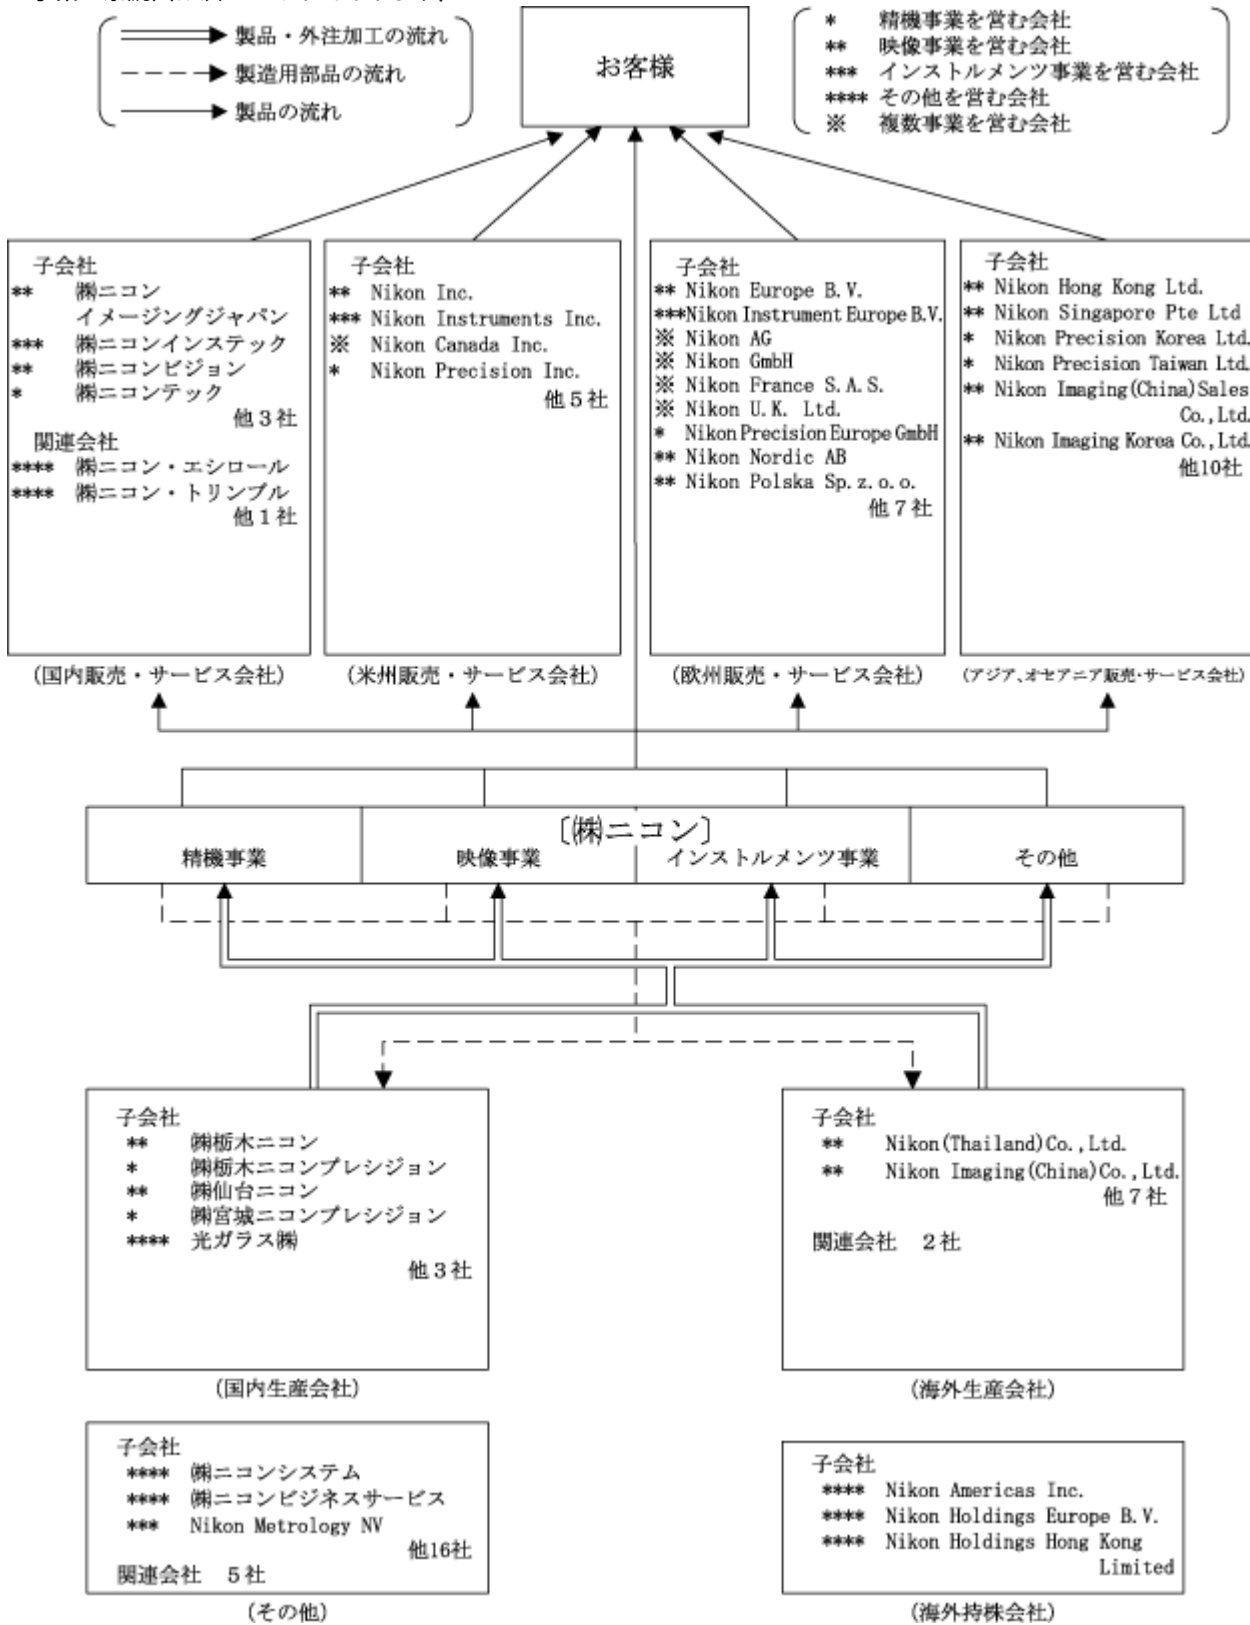 製品・外注加工の流れ
製造用部品の流れ
製品の流れ
お客様
* 精機事業を営む会社
** 映像事業を営む会社
*** インストルメンツ事業を営む会社
**** その他を営む会社
※ 複数事業を営む会社
子会社
** ㈱ニコン
イメージングジャパン
*** ㈱ニコンインステック
** ㈱ニコンビジョン
* ㈱ニコンテック
他3社
関連会社
**** ㈱ニコン・エシロール
**** ㈱ニコン・トリンブル
他1社
(国内販売・サービス会社)
子会社
** Nikon Inc.
*** Nikon Instruments Inc.
※ Nikon Canada Inc.
* Nikon Precision Inc.
他5社
(米州販売・サービス会社)
子会社
** Nikon Europe B.V.
***Nikon Instrument Europe B.V.
※ Nikon AG
※ Nikon GmbH
※ Nikon France S.A.S.
※ Nikon U.K. Ltd.
* Nikon Precision Europe GmbH
** Nikon Nordic AB
** Nikon Polska Sp.z.o.o.
他7社
(欧州販売・サービス会社)
子会社
** Nikon Hong Kong Ltd.
** Nikon Singapore Pte Ltd
* Nikon Precision Korea Ltd.
* Nikon Precision Taiwan Ltd.
** Nikon Imaging(China)Sales
Co.,Ltd.
** Nikon Imaging Korea Co.,Ltd.
他10社
(アジア、オセアニア販売・サービス会社)
〔㈱ニコン〕
精機事業
映像事業
インストルメンツ事業
その他
子会社
** ㈱栃木ニコン
* ㈱栃木ニコンプレシジョン
** ㈱仙台ニコン
* ㈱宮城ニコンプレシジョン
**** 光ガラス㈱
他3社
(国内生産会社)
子会社
** Nikon(Thailand)Co.,Ltd.
** Nikon Imaging(China)Co.,Ltd.
他7社
関連会社 2社
(海外生産会社)
子会社
**** ㈱ニコンシステム
**** ㈱ニコンビジネスサービス
*** Nikon Metrology NV
他16社
関連会社 5社
(その他)
子会社
**** Nikon Americas Inc.
**** Nikon Holdings Europe B.V.
**** Nikon Holdings Hong Kong
Limited
(海外持株会社)